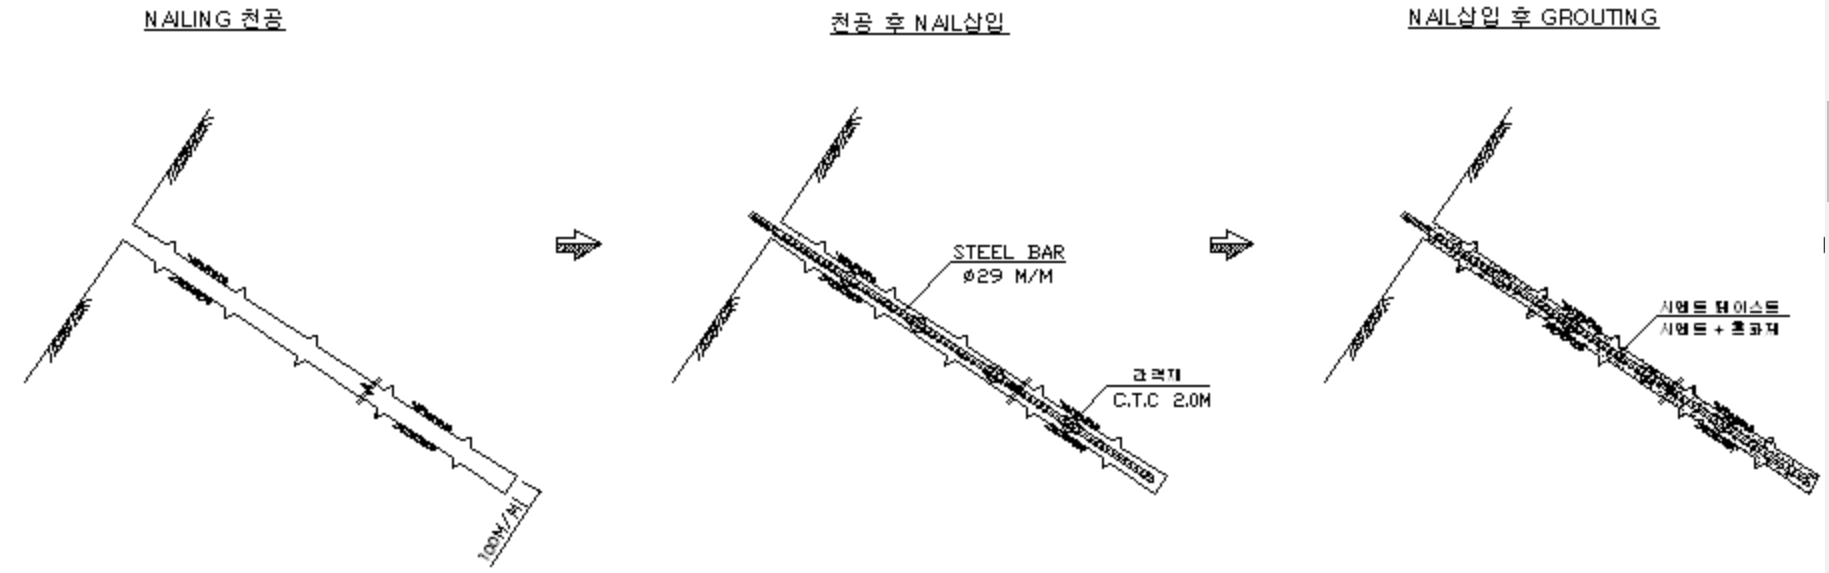 NAILING 천공
천공 후 NAIL삽입
NAIL삽입 후 GROUTING
100M/M
STEEL BAR
ø29 M/M
간격재
C.T.C 2.0M
시멘트 페이스트
시멘트 + 혼화재